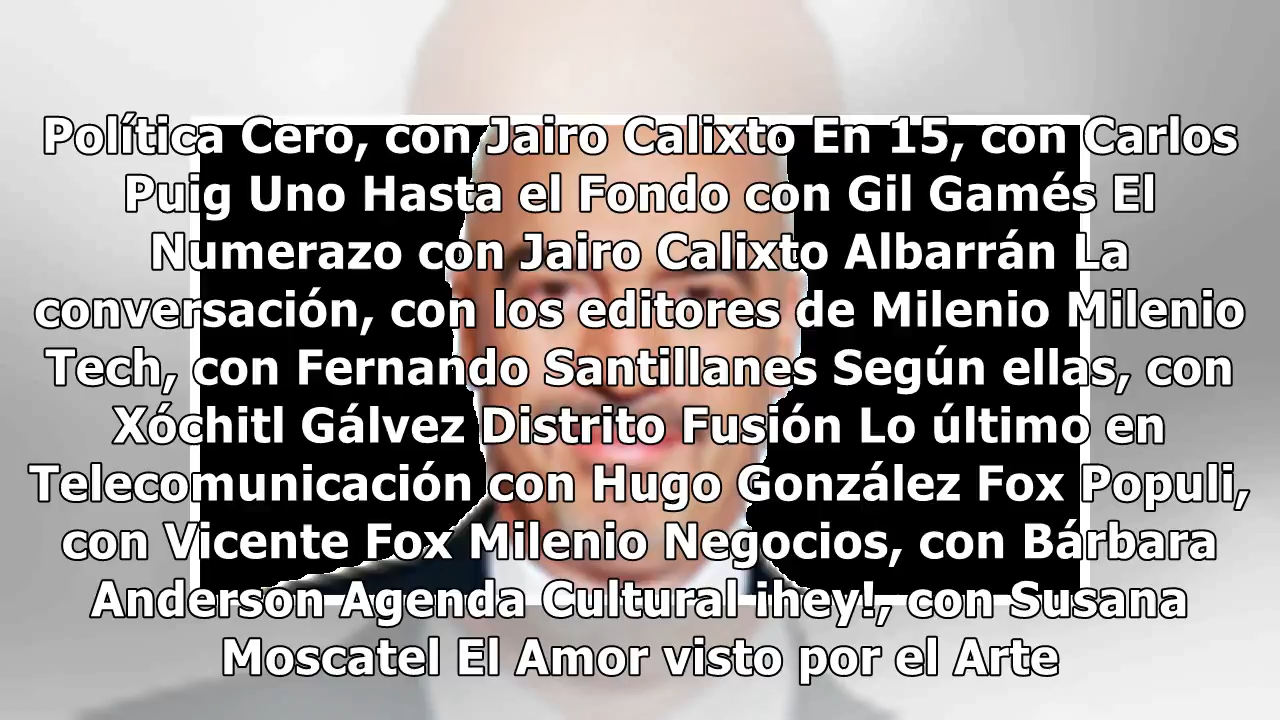 Política Cero, con Jairo Calixto En 15, con Carlos
Puig Uno Hasta el Fondo con Gil Gamés El
Numerazo con Jairo Calixto Albarrán La
conversación, con los editores de Milenio Milenio
Tech, con Fernando Santillanes Según ellas, con
Xóchitl Gálvez Distrito Fusión Lo último en
Telecomunicación con Hugo González Fox Populi,
con Vicente Fox Milenio Negocios, con Bárbara
Anderson Agenda Cultural ihey!, con Susana
Moscatel El Amor visto por el Arte